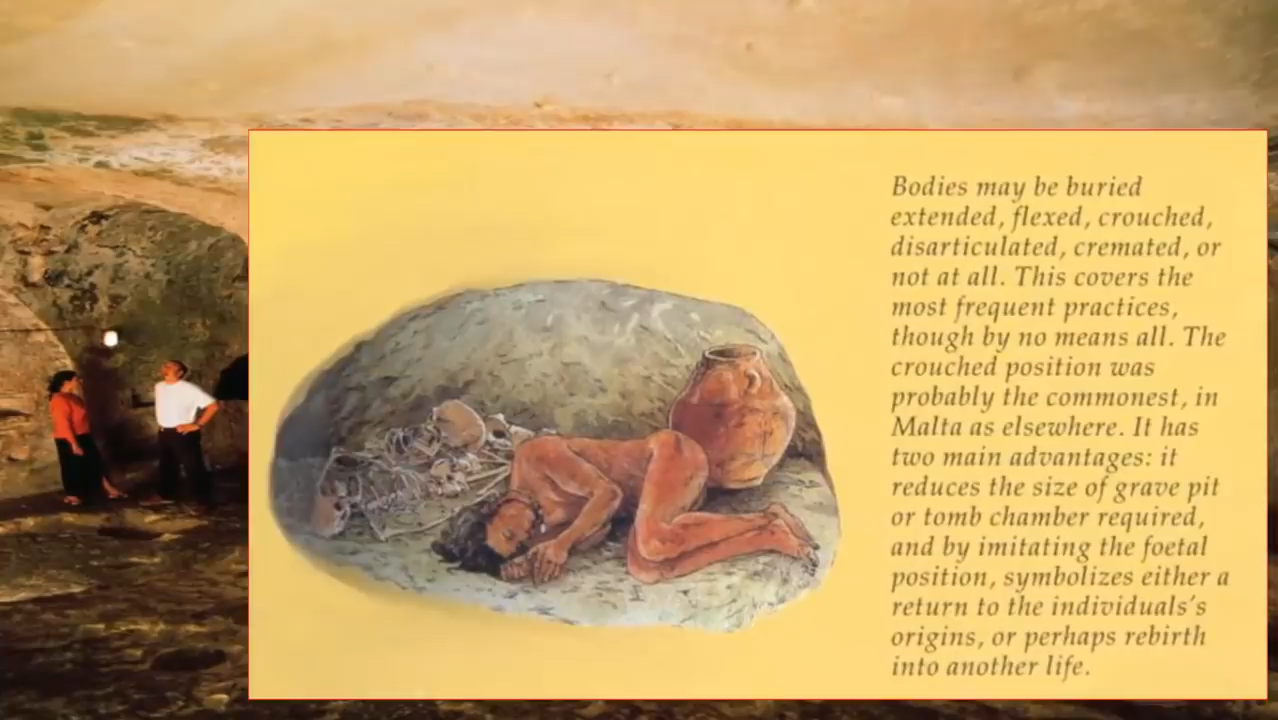 Bodies may be buried
extended, flexed, crouched,
disarticulated, cremated, or
not at all. This covers the
most frequent practices,
though by no means all. The
crouched position was
probably the commonest, in
Malta as elsewhere. It has
two main advantages: it
reduces the size of grave pit
or tomb chamber required,
and by imitating the foetal
position, symbolizes either a
return to the individuals's
origins, or perhaps rebirth
into another life.